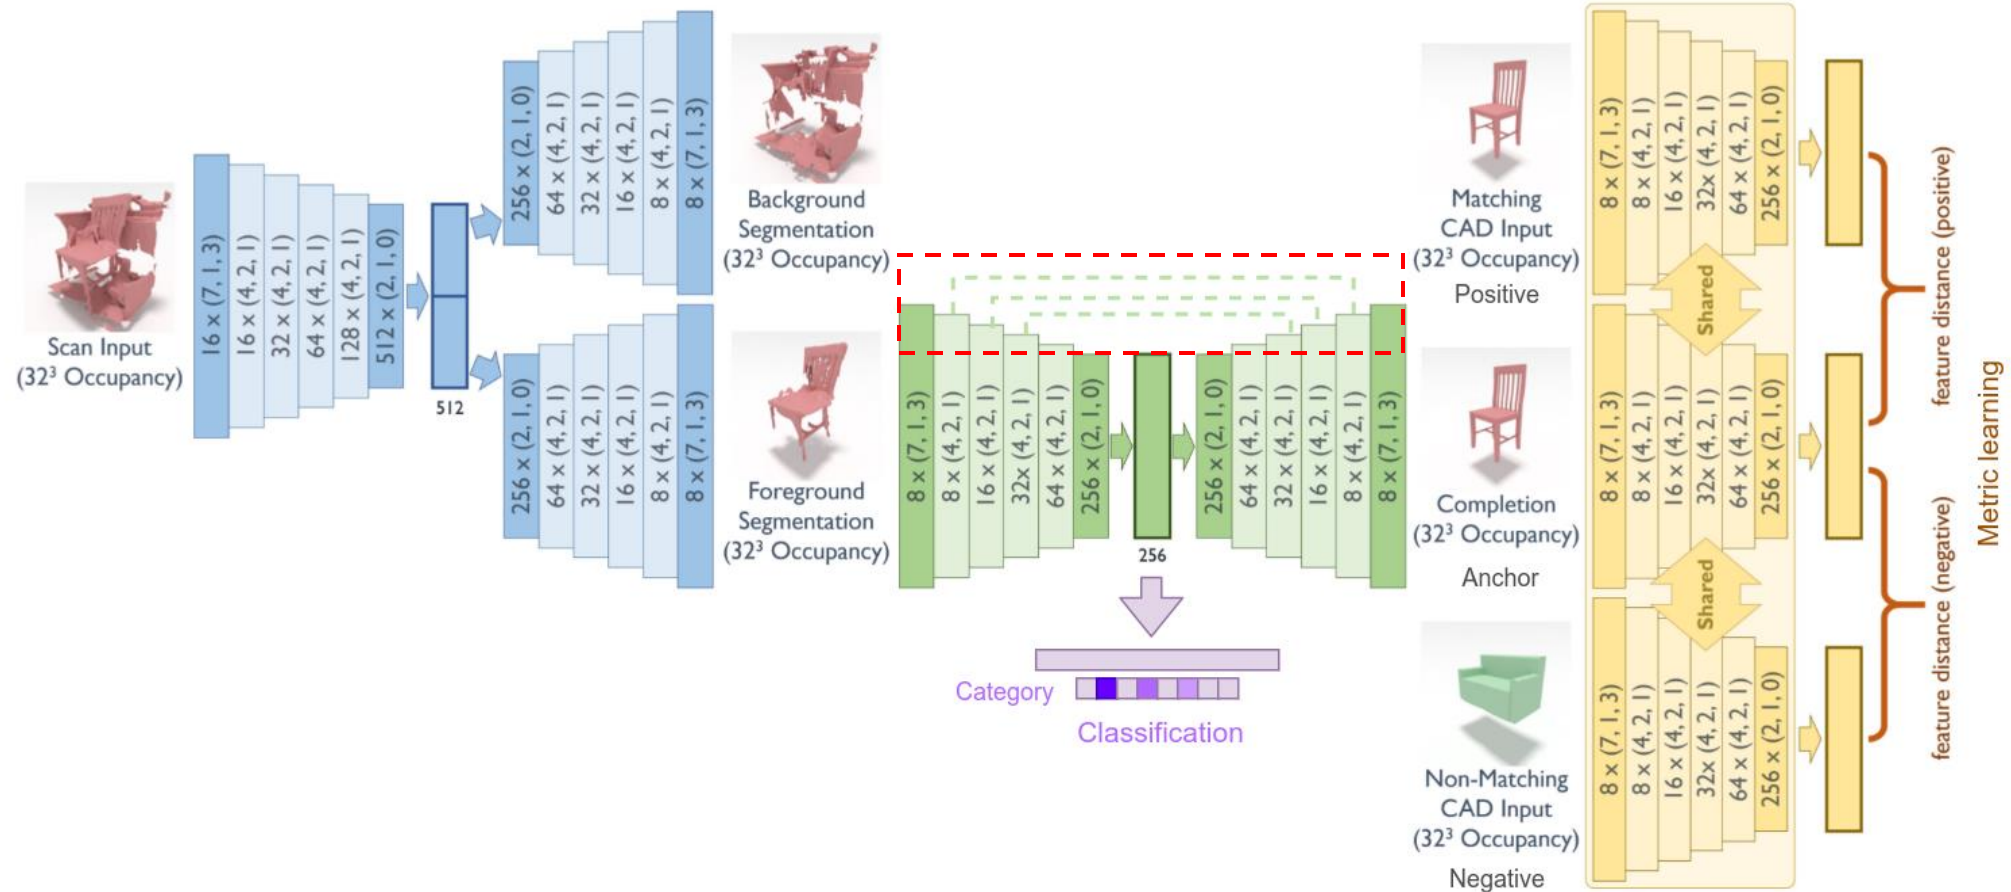 Scan Input
(32³ Occupancy)
16 × (7, 1, 3)
16 × (4, 2, 1)
32 × (4, 2, 1)
64 × (4, 2, 1)
128 × (4, 2, 1)
512 × (2, 1, 0)
512
256 × (2, 1, 0)
64 × (4, 2, 1)
32 × (4, 2, 1)
16 × (4, 2, 1)
8 × (4, 2, 1)
8 × (7, 1, 3)
Background
Segmentation
(32³ Occupancy)
256 × (2, 1, 0)
64 × (4, 2, 1)
32 × (4, 2, 1)
16 × (4, 2, 1)
8 × (4, 2, 1)
8 × (7, 1, 3)
Foreground
Segmentation
(32³ Occupancy)
8 × (7, 1, 3)
8 × (4, 2, 1)
16 × (4, 2, 1)
32× (4, 2, 1)
64 × (4, 2, 1)
256 × (2, 1, 0)
256
256 × (2, 1, 0)
64 × (4, 2, 1)
32 × (4, 2, 1)
16 × (4, 2, 1)
8 × (4, 2, 1)
8 × (7, 1, 3)
Category
Classification
Matching
CAD Input
(32³ Occupancy)
Positive
8 × (7, 1, 3)
8 × (4, 2, 1)
16 × (4, 2, 1)
32× (4, 2, 1)
64 × (4, 2, 1)
256 × (2, 1, 0)
Shared
Completion
(32³ Occupancy)
Anchor
8 × (7, 1, 3)
8 × (4, 2, 1)
16 × (4, 2, 1)
32× (4, 2, 1)
64 × (4, 2, 1)
256 × (2, 1, 0)
Shared
Non-Matching
CAD Input
(32³ Occupancy)
Negative
8 × (7, 1, 3)
8 × (4, 2, 1)
16 × (4, 2, 1)
32× (4, 2, 1)
64 × (4, 2, 1)
256 × (2, 1, 0)
feature distance (positive)
feature distance (negative)
Metric learning